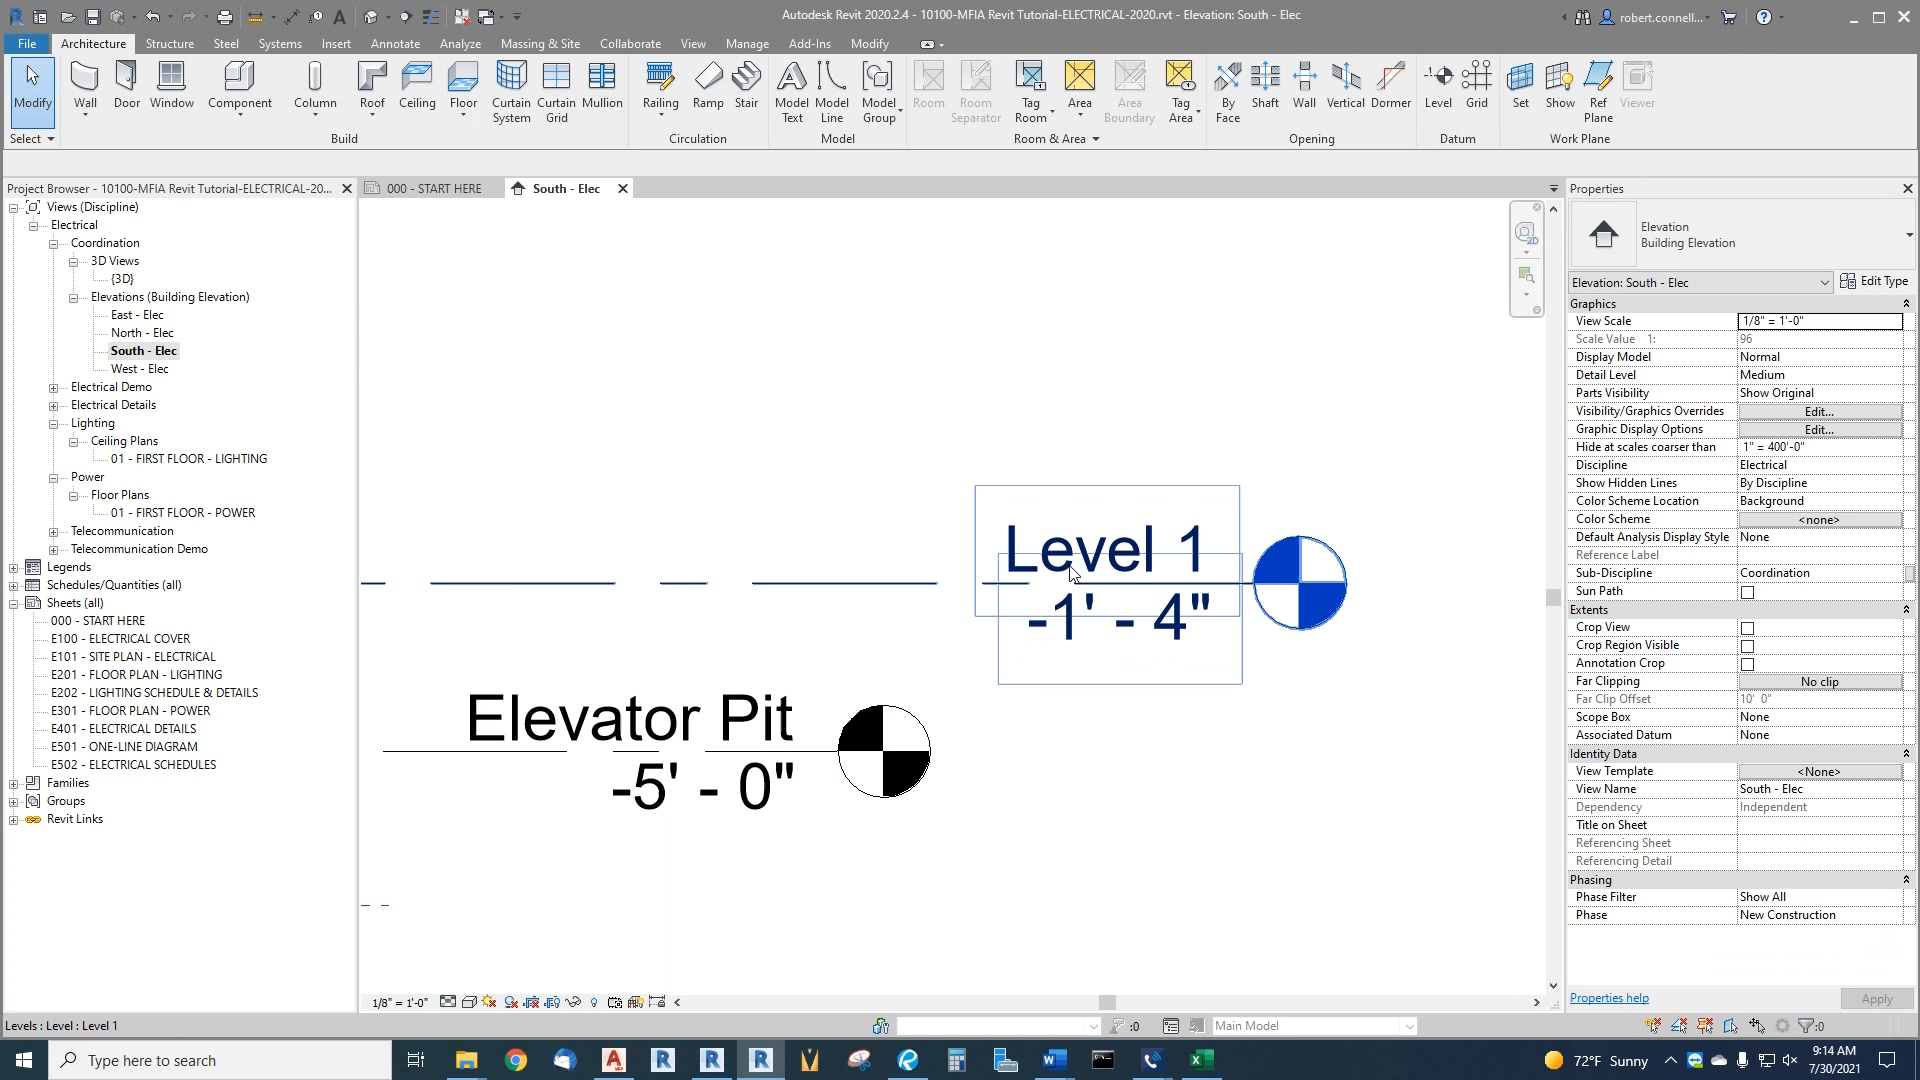 Autodesk Revit 2020.2.4 - 10100-MFIA Revit Tutorial-ELECTRICAL-2020.rvt - Elevation: South - Elec
robert.connell...
File Architecture Structure Steel Systems Insert Annotate Analyze Massing & Site Collaborate View Manage Add-Ins Modify
Modify Wall Door Window Component Column Roof Ceiling Floor Curtain System Curtain Grid Mullion Railing Ramp Stair Model Text Model Line Model Group Room Room Separator Tag Room Area Area Boundary Tag Area By Face Shaft Wall Vertical Dormer Level Grid Set Show Ref Plane Viewer
Select Build Circulation Model Room & Area Opening Datum Work Plane
Project Browser - 10100-MFIA Revit Tutorial-ELECTRICAL-20...
000 - START HERE
South - Elec
Properties
Views (Discipline)
Electrical
Coordination
3D Views
{3D}
Elevations (Building Elevation)
East - Elec
North - Elec
South - Elec
West - Elec
Electrical Demo
Electrical Details
Lighting
Ceiling Plans
01 - FIRST FLOOR - LIGHTING
Power
Floor Plans
01 - FIRST FLOOR - POWER
Telecommunication
Telecommunication Demo
Legends
Schedules/Quantities (all)
Sheets (all)
000 - START HERE
E100 - ELECTRICAL COVER
E101 - SITE PLAN - ELECTRICAL
E201 - FLOOR PLAN - LIGHTING
E202 - LIGHTING SCHEDULE & DETAILS
E301 - FLOOR PLAN - POWER
E401 - ELECTRICAL DETAILS
E501 - ONE-LINE DIAGRAM
E502 - ELECTRICAL SCHEDULES
Families
Groups
Revit Links
2D
Level 1
-1' - 4"
Elevator Pit
-5' - 0"
Elevation
Building Elevation
Elevation: South - Elec
Edit Type
Graphics
View Scale 1/8" = 1'-0"
Scale Value 1: 96
Display Model Normal
Detail Level Medium
Parts Visibility Show Original
Visibility/Graphics Overrides Edit...
Graphic Display Options Edit...
Hide at scales coarser than 1" = 400'-0"
Discipline Electrical
Show Hidden Lines By Discipline
Color Scheme Location Background
Color Scheme <none>
Default Analysis Display Style None
Reference Label
Sub-Discipline Coordination
Sun Path
Extents
Crop View
Crop Region Visible
Annotation Crop
Far Clipping No clip
Far Clip Offset 10' 0"
Scope Box None
Associated Datum None
Identity Data
View Template <None>
View Name South - Elec
Dependency Independent
Title on Sheet
Referencing Sheet
Referencing Detail
Phasing
Phase Filter Show All
Phase New Construction
Properties help
Apply
1/8" = 1'-0"
Levels : Level : Level 1
:0
Main Model
:0
Type here to search
72°F Sunny
9:14 AM
7/30/2021